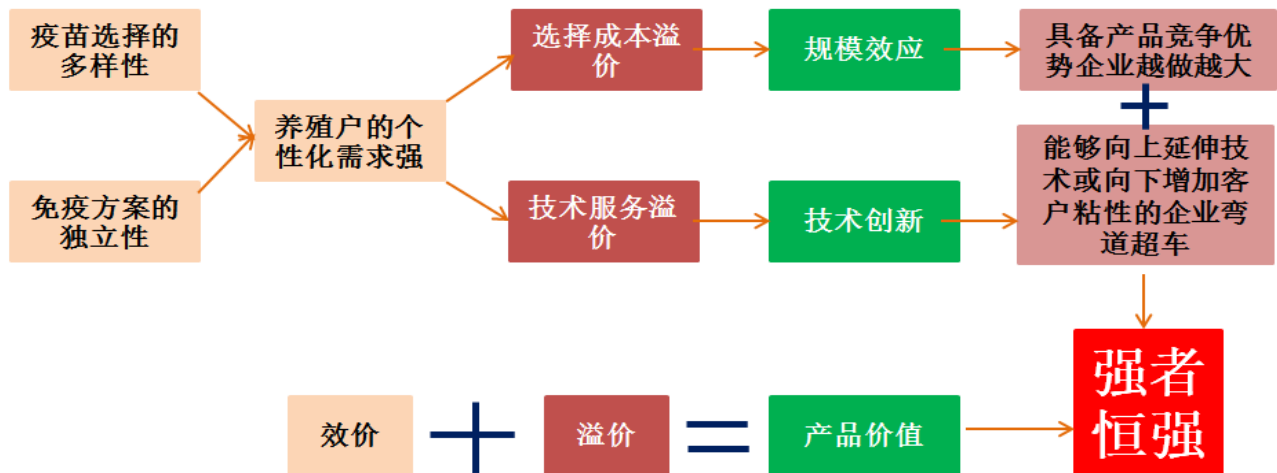 疫苗选择的
多样性
免疫方案的
独立性
养殖户的个
性化需求强
选择成本溢
价
技术服务溢
价
规模效应
技术创新
具备产品竞争优
势企业越做越大
+
能够向上延伸技
术或向下增加客
户粘性的企业弯
道超车
效价
+
溢价
=
产品价值
强者
恒强